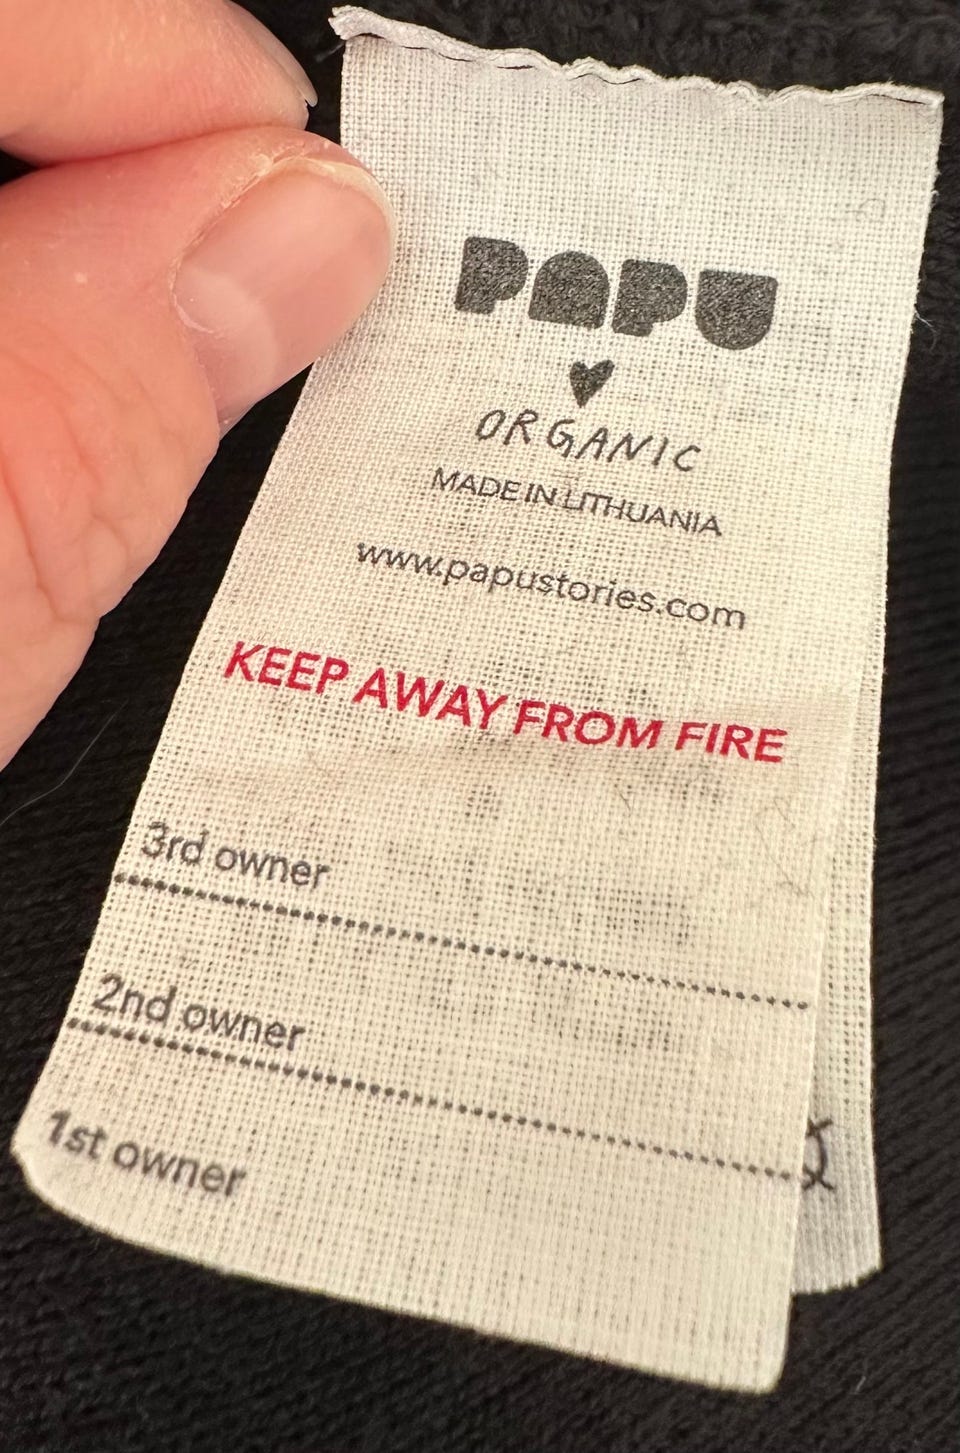 PAPU
ORGANIC
MADE IN LITHUANIA
www.papustories.com
KEEP AWAY FROM FIRE
3rd owner
2nd owner
1st owner